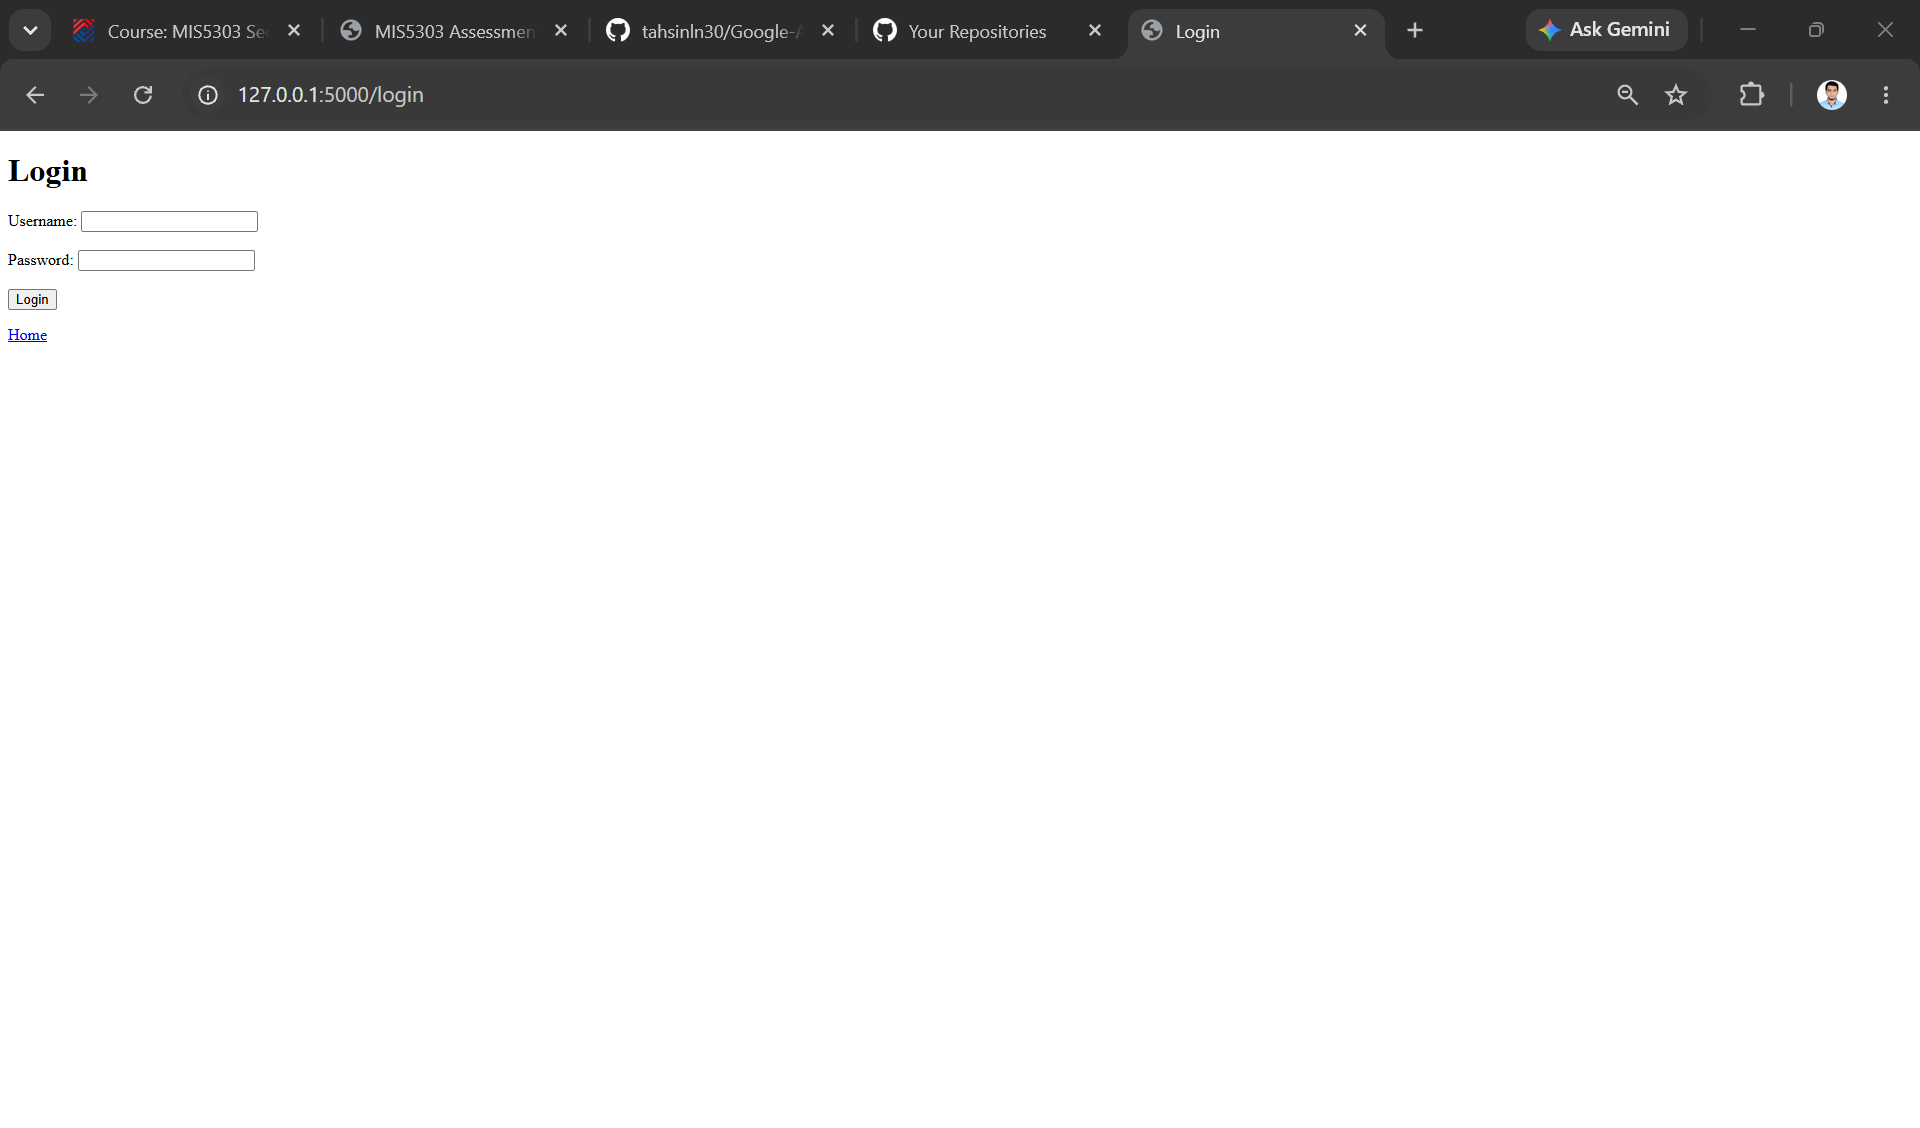 Course: MIS5303 Se
MIS5303 Assessmen
tahsinln30/Google-A
Your Repositories
Login
Ask Gemini
127.0.0.1:5000/login
Login
Username:
Password:
Login
Home